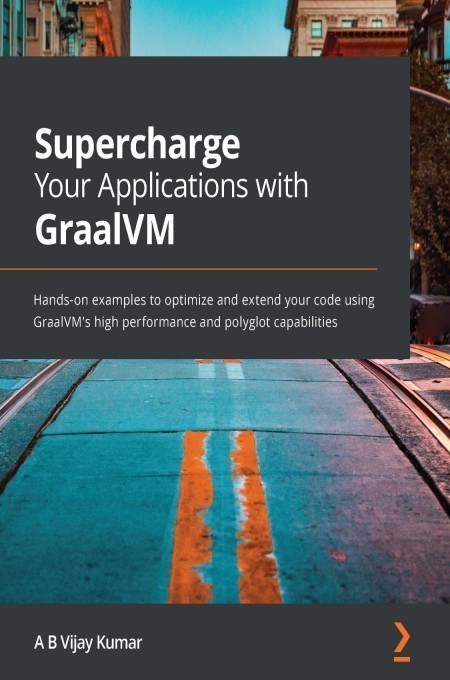 Supercharge
Your Applications with
GraalVM
Hands-on examples to optimize and extend your code using
GraalVM's high performance and polyglot capabilities
A B Vijay Kumar